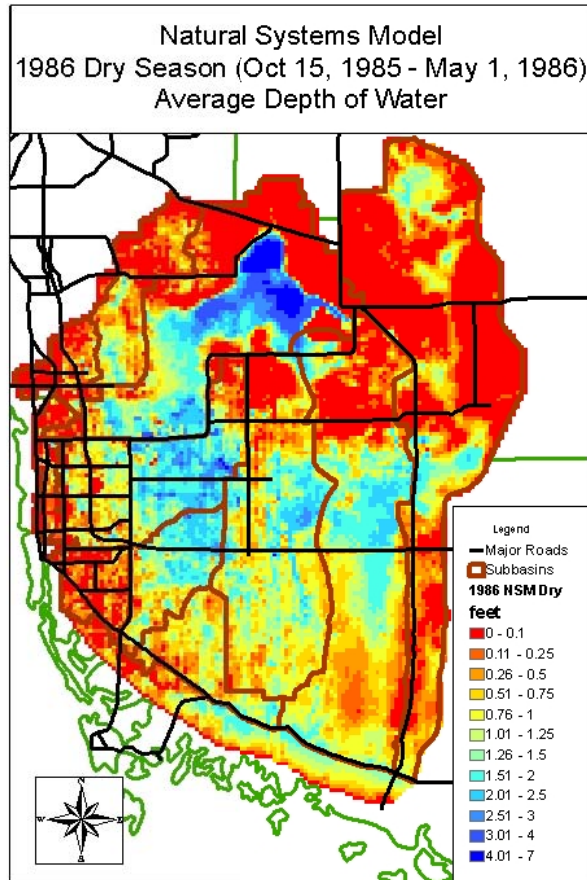 Natural Systems Model
1986 Dry Season (Oct 15, 1985 - May 1, 1986)
Average Depth of Water
Legend
Major Roads
Subbasins
1986 NSM Dry
feet
0 - 0.1
0.11 - 0.25
0.26 - 0.5
0.51 - 0.75
0.76 - 1
1.01 - 1.25
1.26 - 1.5
1.51 - 2
2.01 - 2.5
2.51 - 3
3.01 - 4
4.01 - 7
N
W E
S